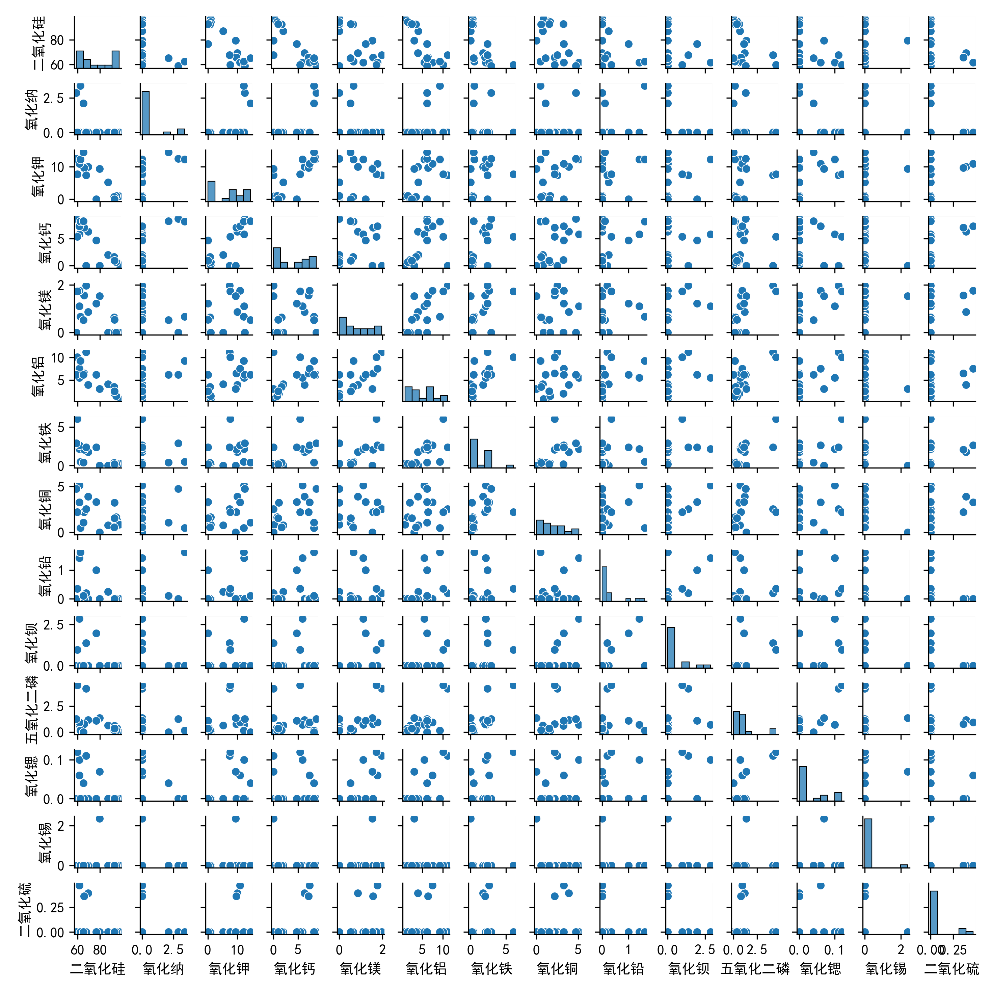 二氧化硅
80
60
氧化纳
2.5
0.0
氧化钾
10
0
氧化钙
5
0
氧化镁
2
0
氧化铝
10
5
氧化铁
5
0
氧化铜
5
0
氧化铅
1
0
氧化钡
2.5
0.0
五氧化二磷
2.5
0.0
氧化锶
0.1
0.0
氧化锡
2
0
二氧化硫
0.25
0.00
60 80 0.0 2.5 0 10 0 5 0 2 5 10 0 5 0 5 0 1 0.0 2.5 0.0 2.5 0.0 0.1 0 2 0.00 0.25
二氧化硅 氧化纳 氧化钾 氧化钙 氧化镁 氧化铝 氧化铁 氧化铜 氧化铅 氧化钡 五氧化二磷 氧化锶 氧化锡 二氧化硫